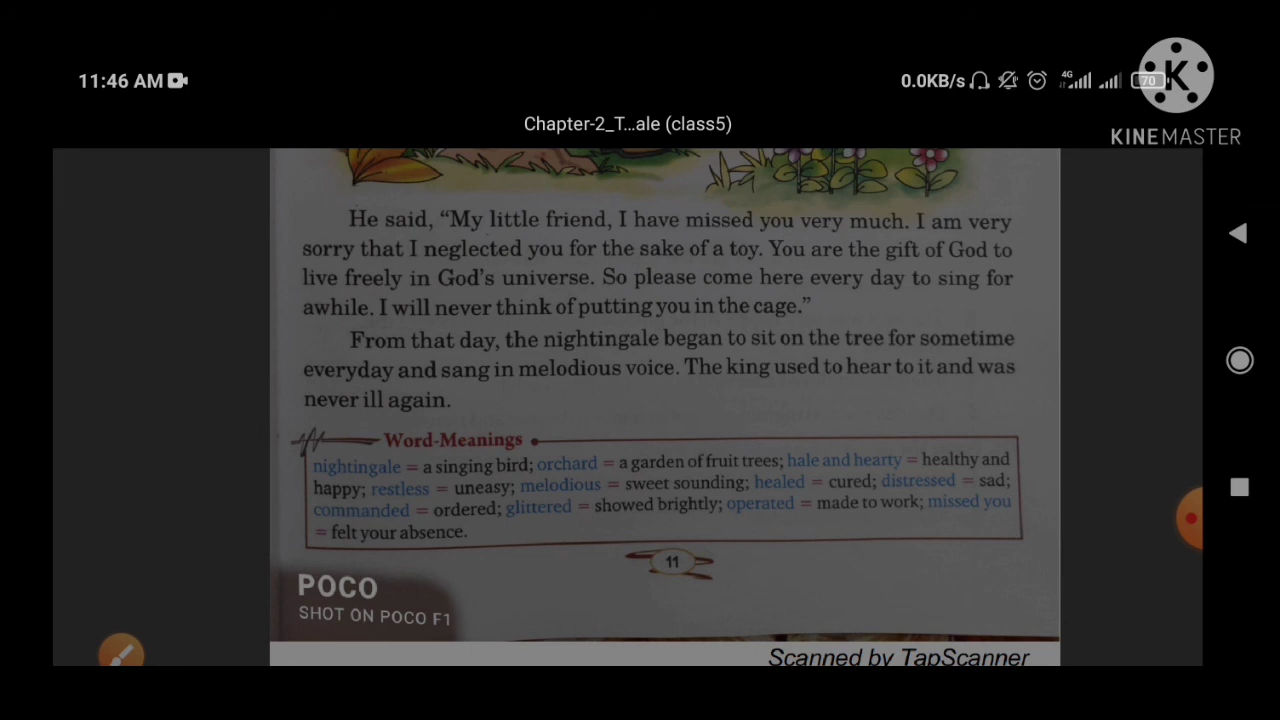 11:46 AM
0.0KB/s 4G 70
K
KINEMASTER
Chapter-2_T...ale (class5)
He said, “My little friend, I have missed you very much. I am very
sorry that I neglected you for the sake of a toy. You are the gift of God to
live freely in God’s universe. So please come here every day to sing for
awhile. I will never think of putting you in the cage.”
From that day, the nightingale began to sit on the tree for sometime
everyday and sang in melodious voice. The king used to hear to it and was
never ill again.
Word-Meanings
nightingale = a singing bird; orchard = a garden of fruit trees; hale and hearty = healthy and
happy; restless = uneasy; melodious = sweet sounding; healed = cured; distressed = sad;
commanded = ordered; glittered = showed brightly; operated = made to work; missed you
= felt your absence.
11
POCO
SHOT ON POCO F1
Scanned by TapScanner